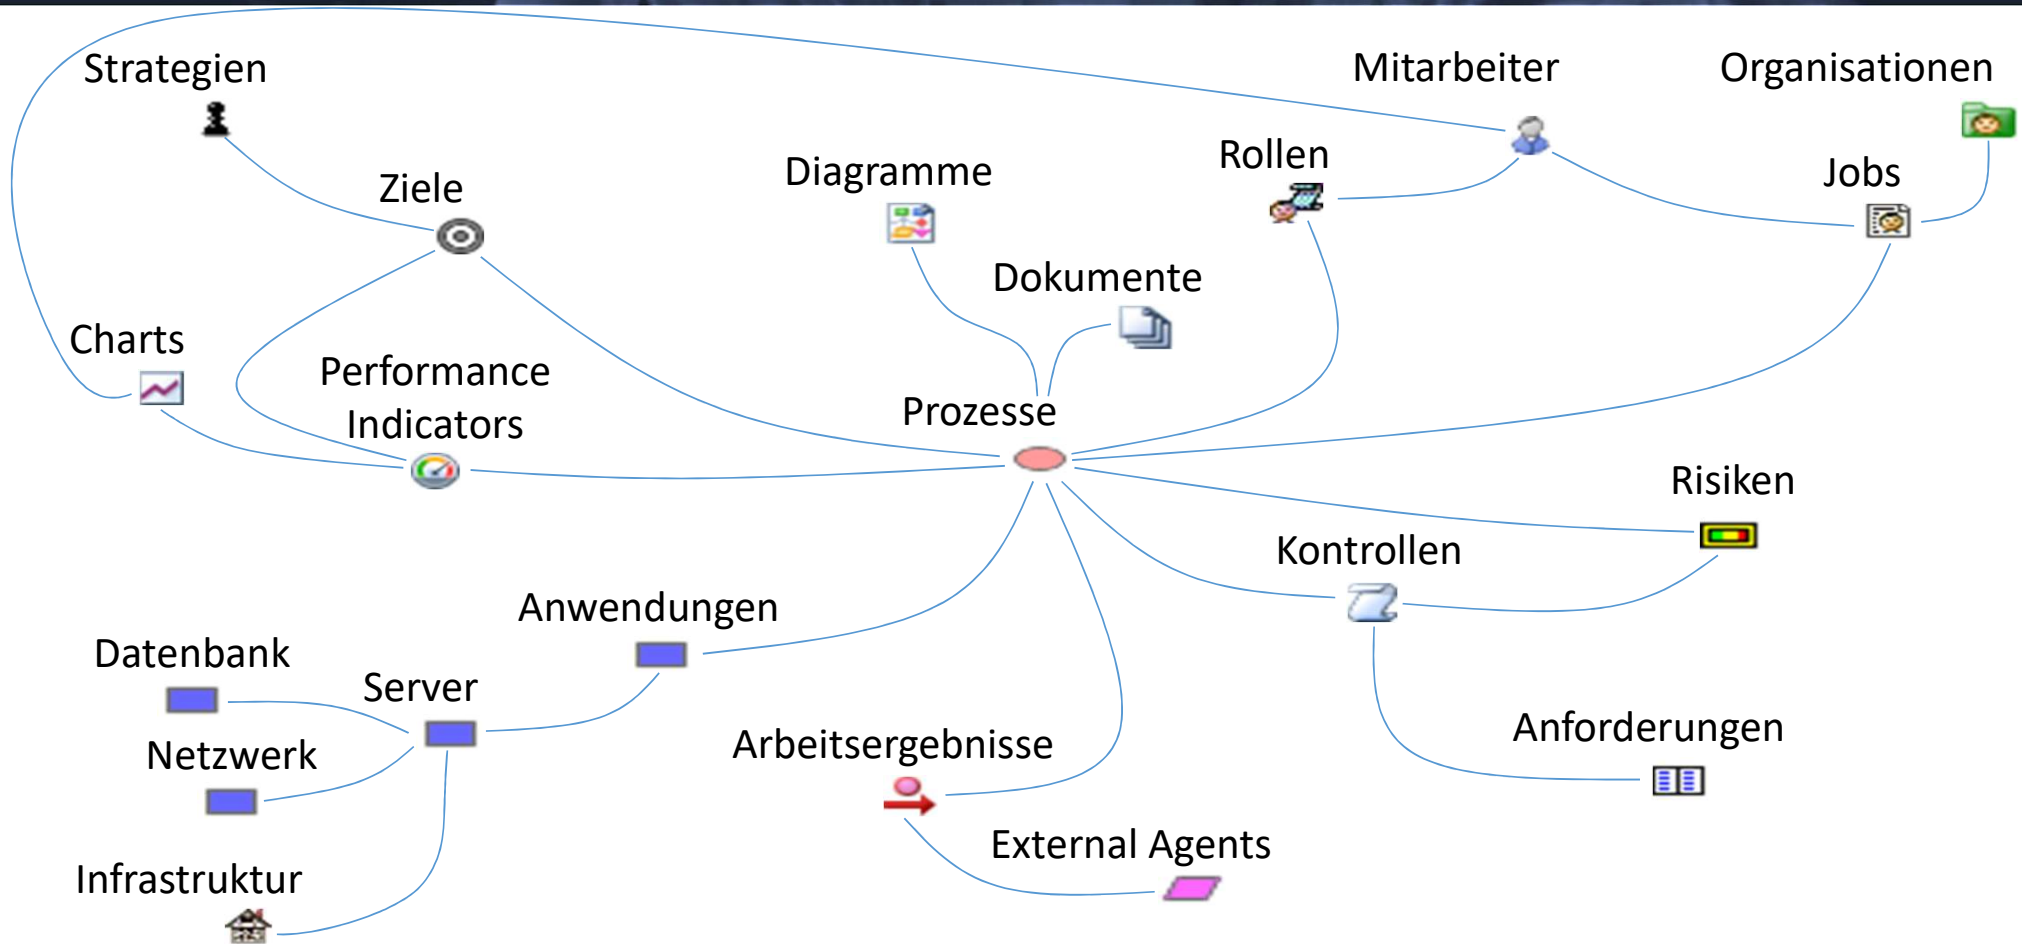 Strategien
Mitarbeiter
Organisationen
Rollen
Diagramme
Jobs
Ziele
Dokumente
Charts
Performance
Indicators
Prozesse
Risiken
Kontrollen
Anwendungen
Datenbank
Server
Netzwerk
Arbeitsergebnisse
Anforderungen
External Agents
Infrastruktur